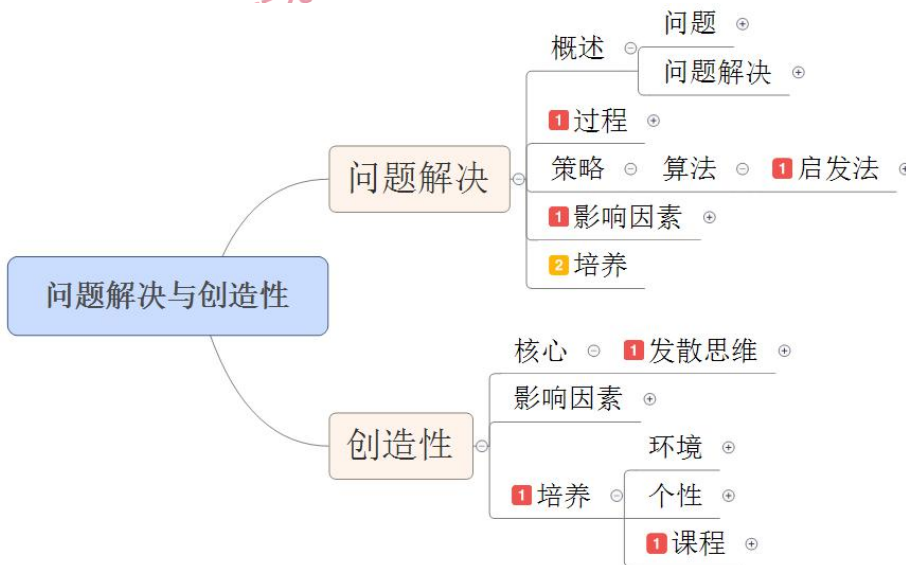 问题解决与创造性
问题解决
概述
问题
问题解决
1 过程
策略 算法 1 启发法
1 影响因素
2 培养
创造性
核心 1 发散思维
影响因素
1 培养
环境
个性
1 课程